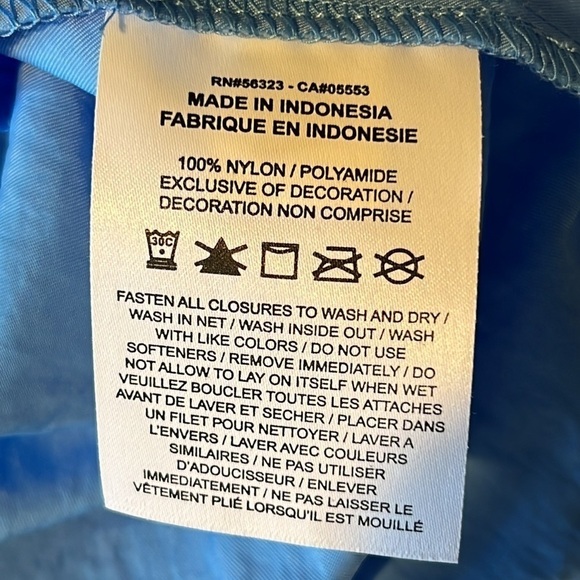 RN#56323 - CA#05553
MADE IN INDONESIA
FABRIQUE EN INDONESIE
100% NYLON / POLYAMIDE
EXCLUSIVE OF DECORATION /
DECORATION NON COMPRISE
30C
FASTEN ALL CLOSURES TO WASH AND DRY /
WASH IN NET / WASH INSIDE OUT / WASH
WITH LIKE COLORS / DO NOT USE
SOFTENERS / REMOVE IMMEDIATELY / DO
NOT ALLOW TO LAY ON ITSELF WHEN WET
VEUILLEZ BOUCLER TOUTES LES ATTACHES
AVANT DE LAVER ET SECHER / PLACER DANS
UN FILET POUR NETTOYER / LAVER A
L'ENVERS / LAVER AVEC COULEURS
SIMILAIRES / NE PAS UTILISER
D'ADOUCISSEUR / ENLEVER
IMMEDIATEMENT / NE PAS LAISSER LE
VÊTEMENT PLIÉ LORSQU'IL EST MOUILLÉ